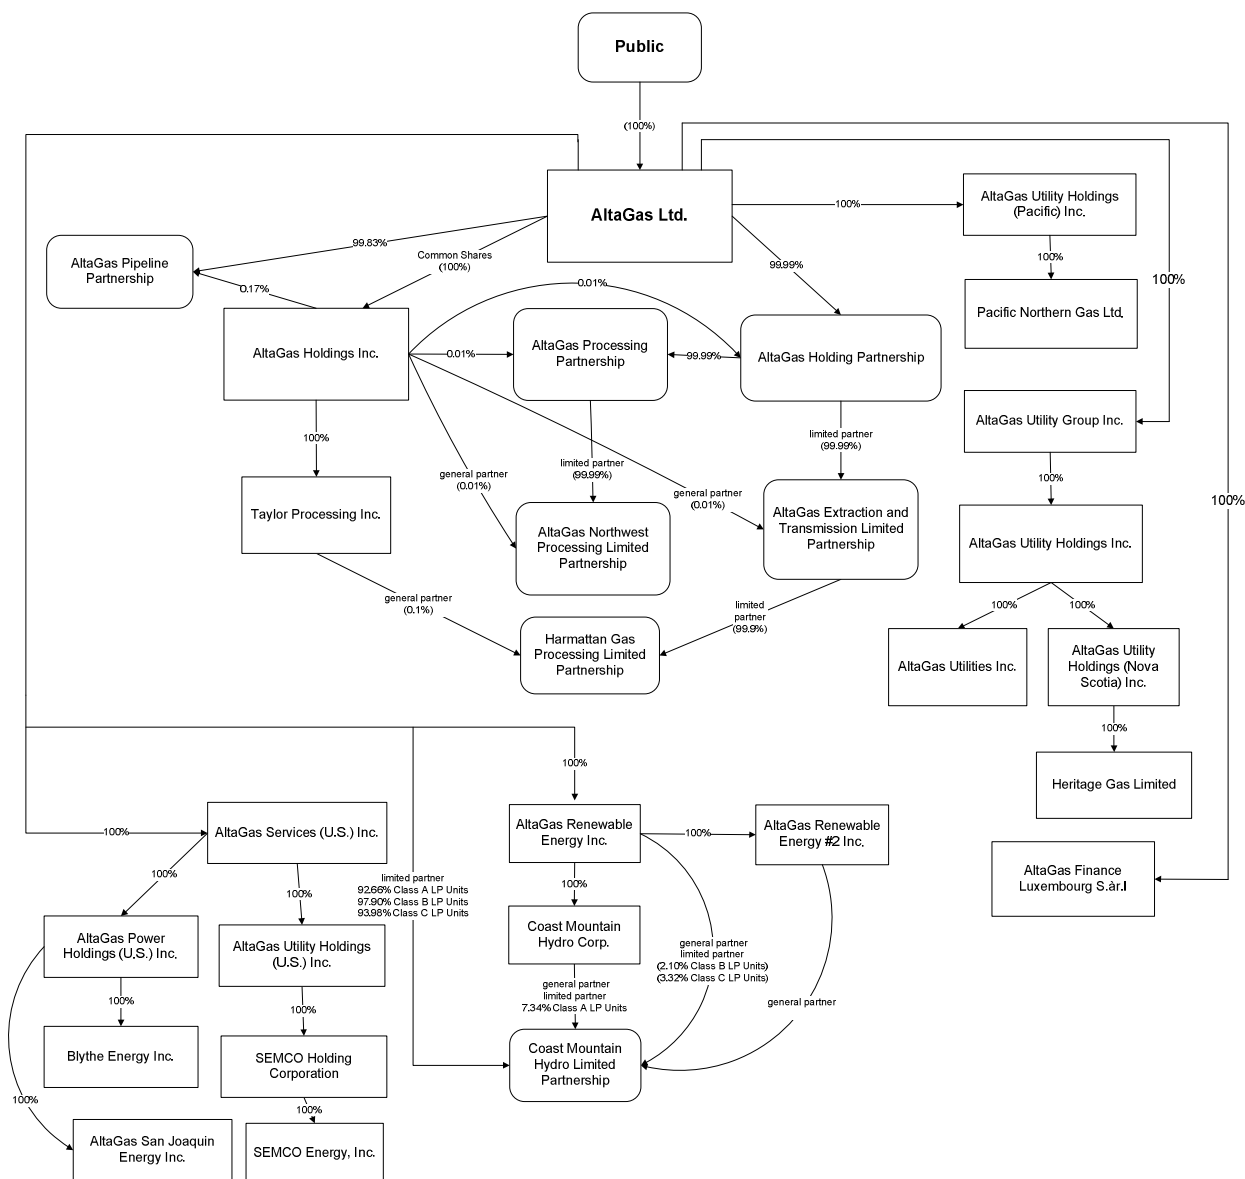 Public
(100%)
AltaGas Ltd.
100%
AltaGas Utility Holdings
(Pacific) Inc.
99.83%
Common Shares
(100%)
99.99%
100%
AltaGas Pipeline
Partnership
0.17%
0.01%
100%
Pacific Northern Gas Ltd.
AltaGas Holdings Inc.
0.01%
AltaGas Processing
Partnership
99.99%
AltaGas Holding Partnership
AltaGas Utility Group Inc.
100%
limited partner
(99.99%)
general partner
(0.01%)
limited partner
(99.99%)
general partner
(0.01%)
100%
100%
Taylor Processing Inc.
AltaGas Northwest
Processing Limited
Partnership
AltaGas Extraction and
Transmission Limited
Partnership
AltaGas Utility Holdings Inc.
general partner
(0.1%)
limited
partner
(99.9%)
100%
100%
Harmattan Gas
Processing Limited
Partnership
AltaGas Utilities Inc.
AltaGas Utility
Holdings (Nova
Scotia) Inc.
100%
100%
Heritage Gas Limited
100%
AltaGas Services (U.S.) Inc.
AltaGas Renewable
Energy Inc.
100%
AltaGas Renewable
Energy #2 Inc.
AltaGas Finance
Luxembourg S.àr.l
100%
100%
limited partner
92.66% Class A LP Units
97.90% Class B LP Units
93.98% Class C LP Units
100%
AltaGas Power
Holdings (U.S.) Inc.
AltaGas Utility Holdings
(U.S.) Inc.
Coast Mountain
Hydro Corp.
general partner
limited partner
(2.10% Class B LP Units)
(3.32% Class C LP Units)
general partner
100%
100%
general partner
limited partner
7.34% Class A LP Units
Blythe Energy Inc.
SEMCO Holding
Corporation
Coast Mountain
Hydro Limited
Partnership
100%
100%
AltaGas San Joaquin
Energy Inc.
SEMCO Energy, Inc.